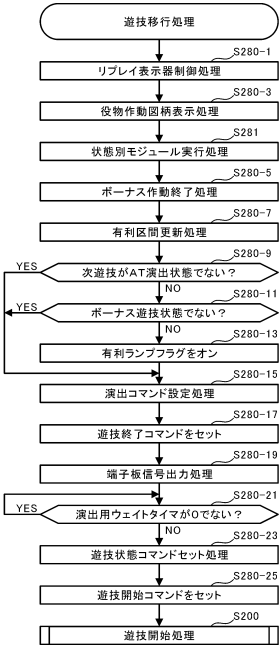 遊技移行処理
S280-1
リプレイ表示器制御処理
S280-3
役物作動図柄表示処理
S281
状態別モジュール実行処理
S280-5
ボーナス作動終了処理
S280-7
有利区間更新処理
S280-9
YES
次遊技がAT演出状態でない？
NO
S280-11
YES
ボーナス遊技状態でない？
NO
S280-13
有利ランプフラグをオン
S280-15
演出コマンド設定処理
S280-17
遊技終了コマンドをセット
S280-19
端子板信号出力処理
S280-21
YES
演出用ウェイトタイマが0でない？
NO
S280-23
遊技状態コマンドセット処理
S280-25
遊技開始コマンドをセット
S200
遊技開始処理